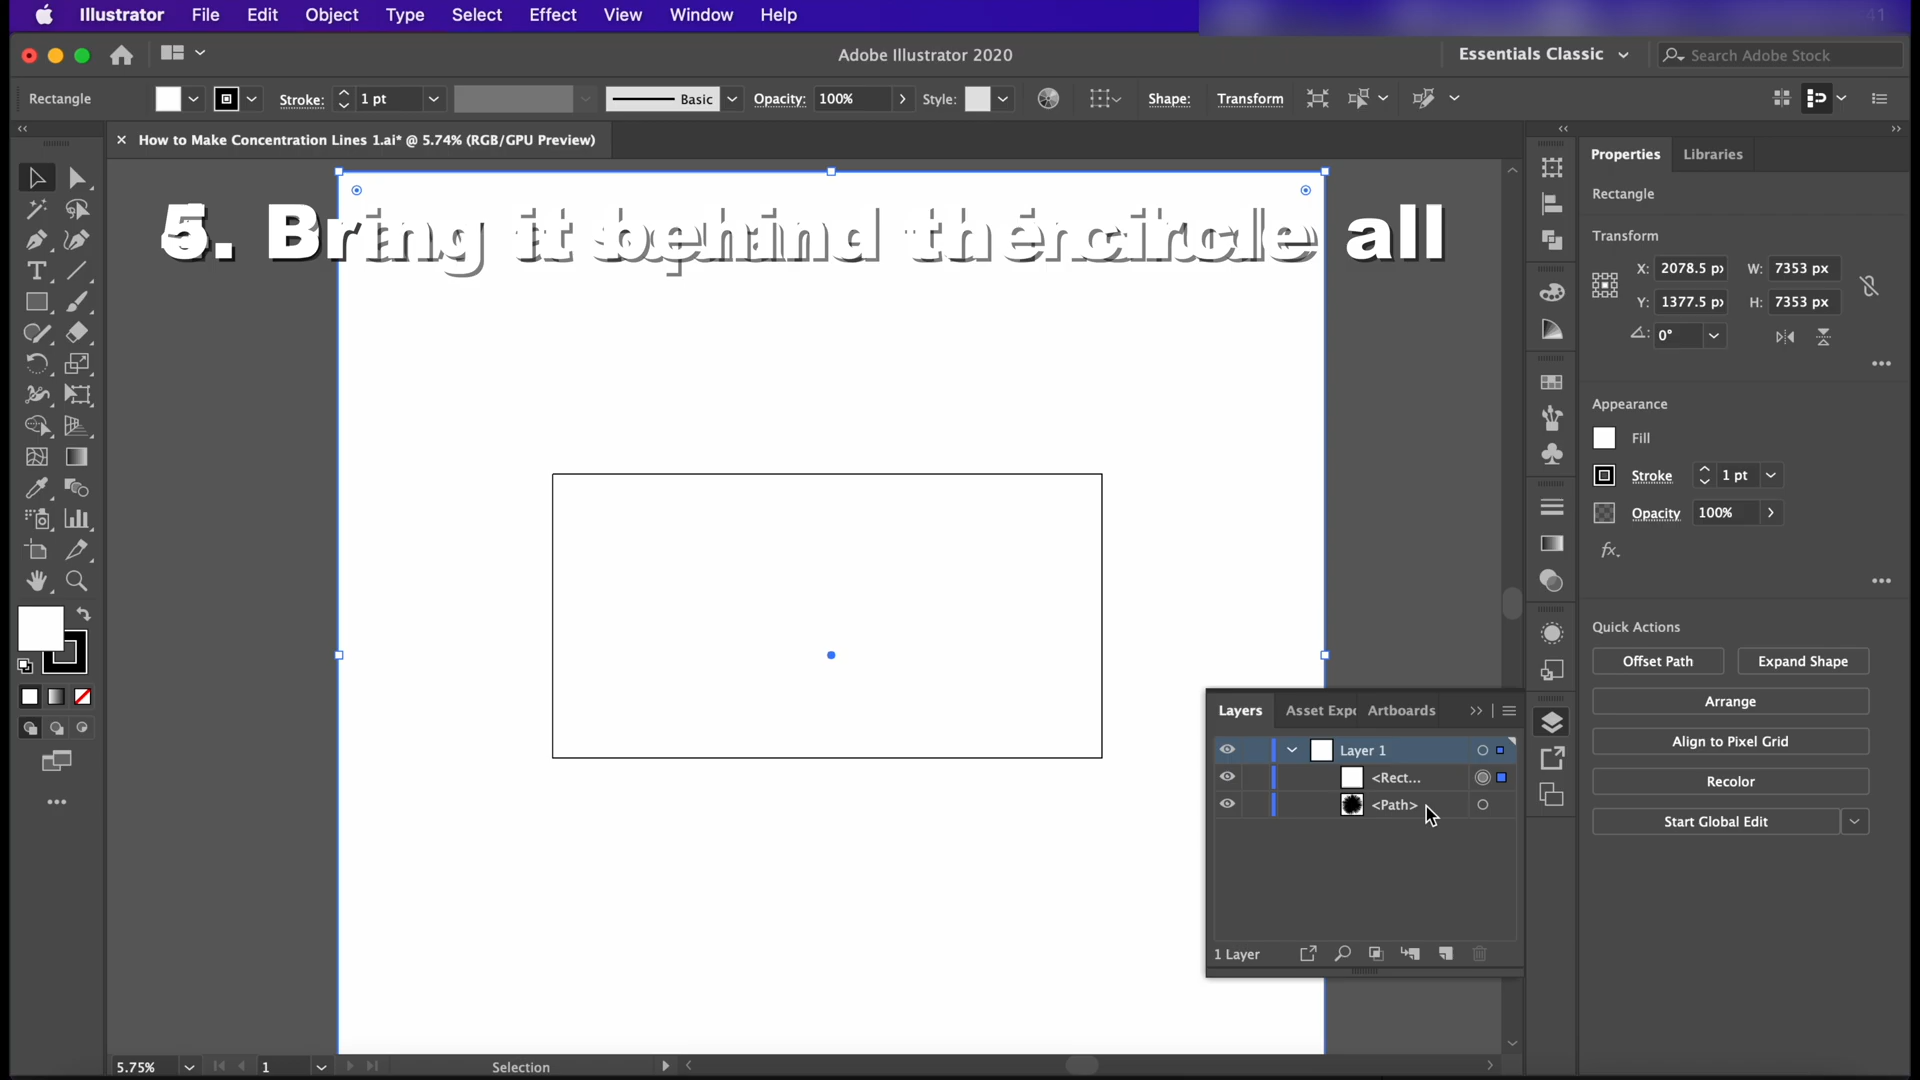 Illustrator File Edit Object Type Select Effect View Window Help
Adobe Illustrator 2020
Essentials Classic
Search Adobe Stock
Rectangle
Stroke: 1 pt
Basic
Opacity: 100%
Style:
Shape:
Transform
How to Make Concentration Lines 1.ai* @ 5.74% (RGB/GPU Preview)
5. Bring it behind the circle all
Properties Libraries
Rectangle
Transform
X: 2078.5 px W: 7353 px
Y: 1377.5 px H: 7353 px
0°
Appearance
Fill
Stroke 1 pt
Opacity 100%
fx.
Quick Actions
Offset Path Expand Shape
Arrange
Align to Pixel Grid
Recolor
Start Global Edit
Layers Asset Expo Artboards
Layer 1
<Rect...
<Path>
1 Layer
5.75% 1 Selection